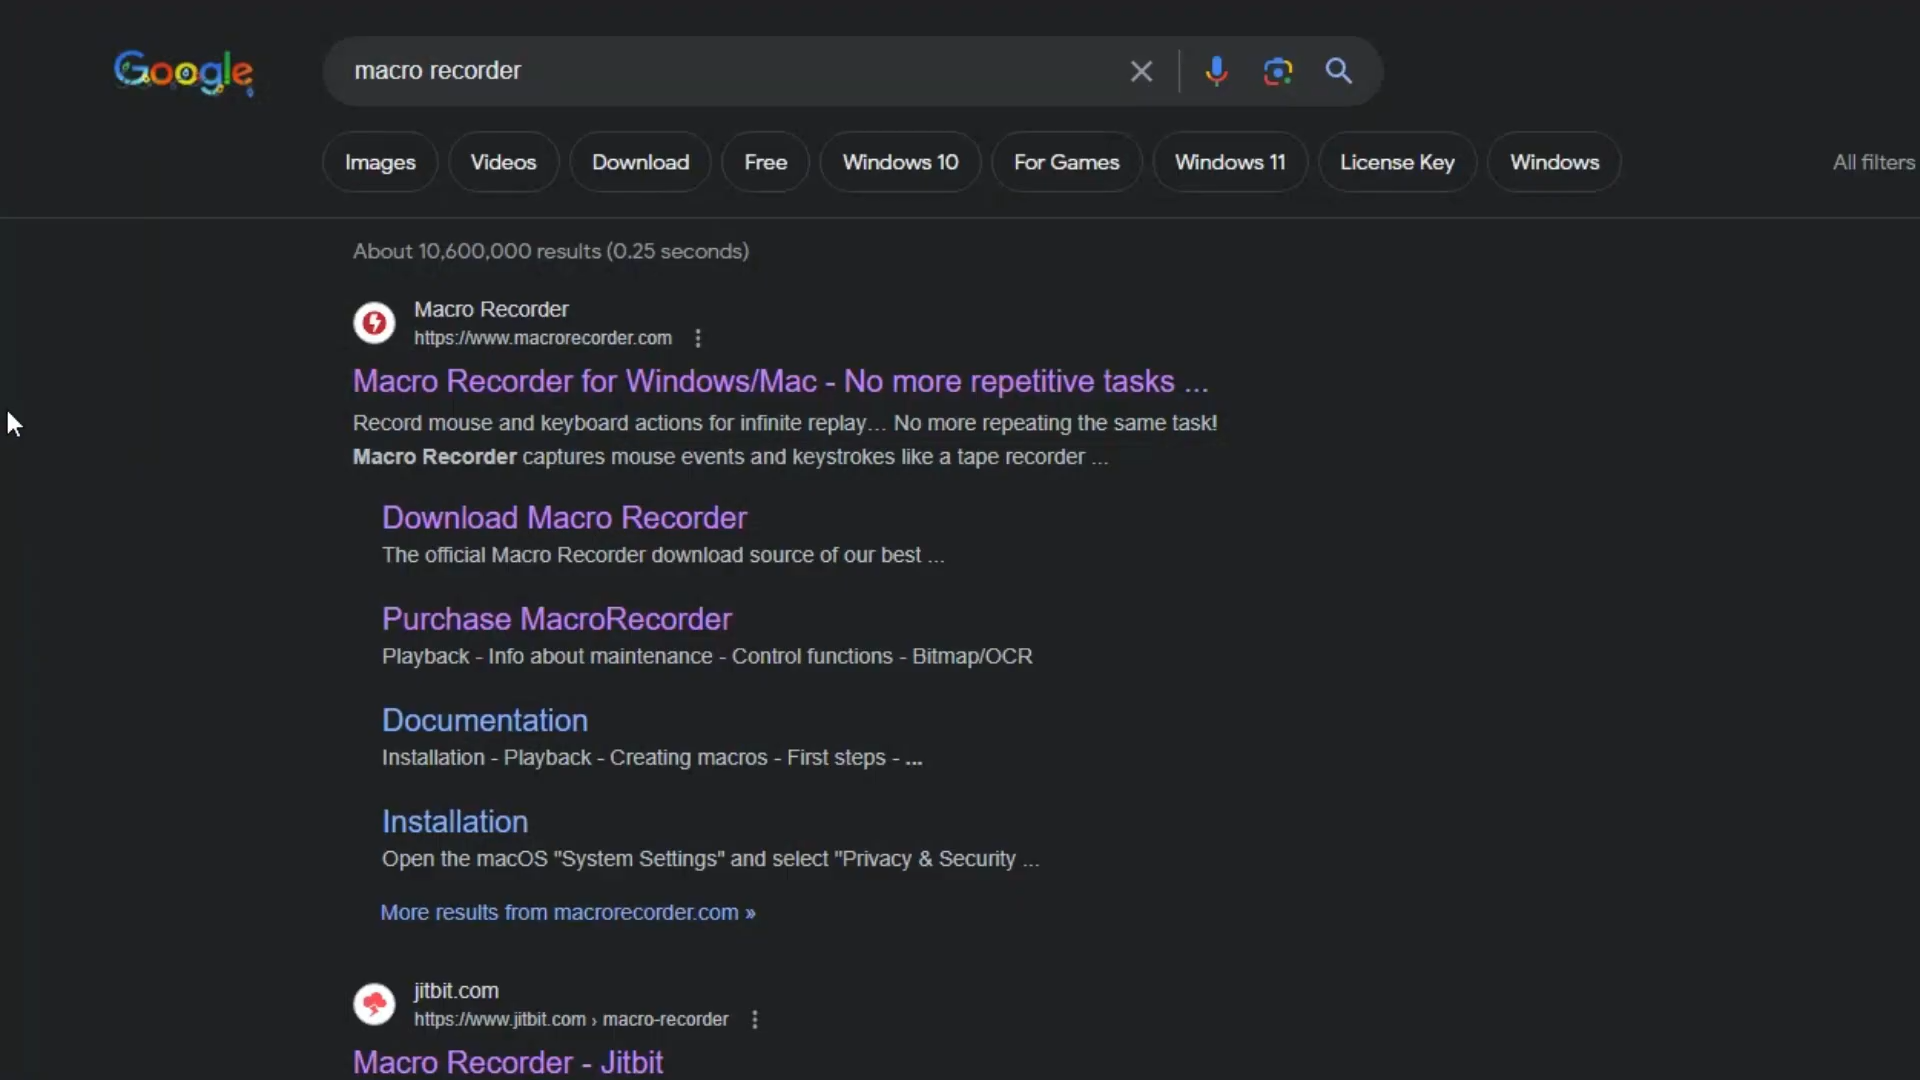 Google
macro recorder
Images Videos Download Free Windows 10 For Games Windows 11 License Key Windows All filters
About 10,600,000 results (0.25 seconds)
Macro Recorder
https://www.macrorecorder.com
Macro Recorder for Windows/Mac - No more repetitive tasks ...
Record mouse and keyboard actions for infinite replay... No more repeating the same task!
Macro Recorder captures mouse events and keystrokes like a tape recorder ...
Download Macro Recorder
The official Macro Recorder download source of our best ...
Purchase MacroRecorder
Playback - Info about maintenance - Control functions - Bitmap/OCR
Documentation
Installation - Playback - Creating macros - First steps - ...
Installation
Open the macOS "System Settings" and select "Privacy & Security ...
More results from macrorecorder.com »
jitbit.com
https://www.jitbit.com › macro-recorder
Macro Recorder - Jitbit